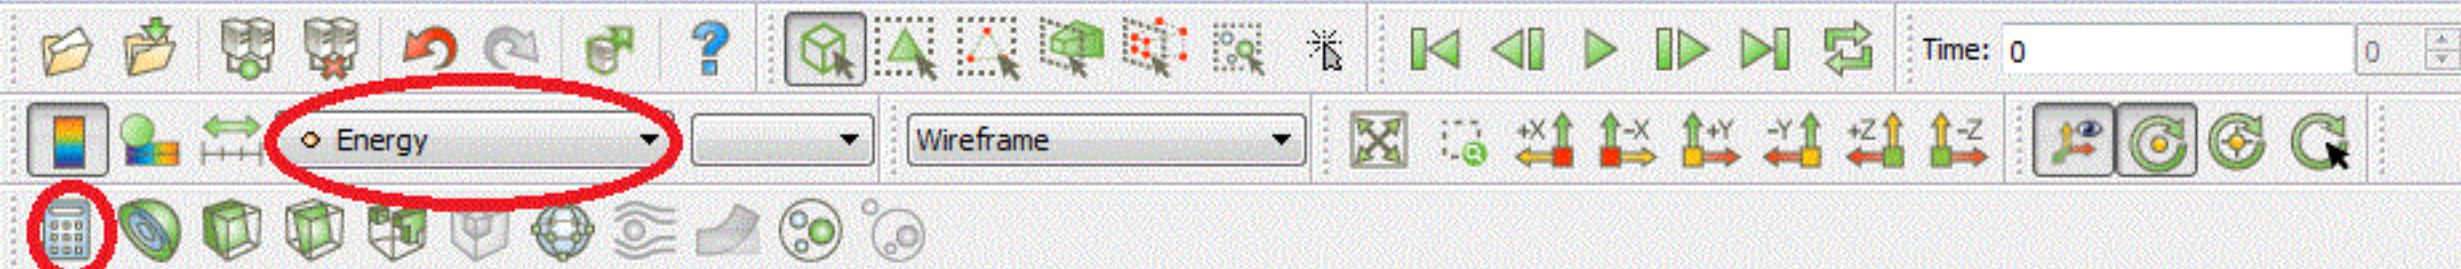 Time: 0 0
Energy Wireframe +X -X +Y -Y +Z -Z